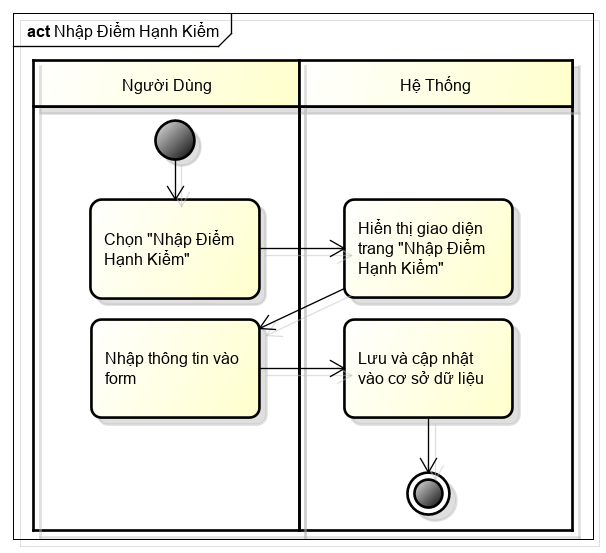 act Nhập Điểm Hạnh Kiểm
Người Dùng
Hệ Thống
Chọn "Nhập Điểm
Hạnh Kiểm"
Hiển thị giao diện
trang "Nhập Điểm
Hạnh Kiểm"
Nhập thông tin vào
form
Lưu và cập nhật
vào cơ sở dữ liệu